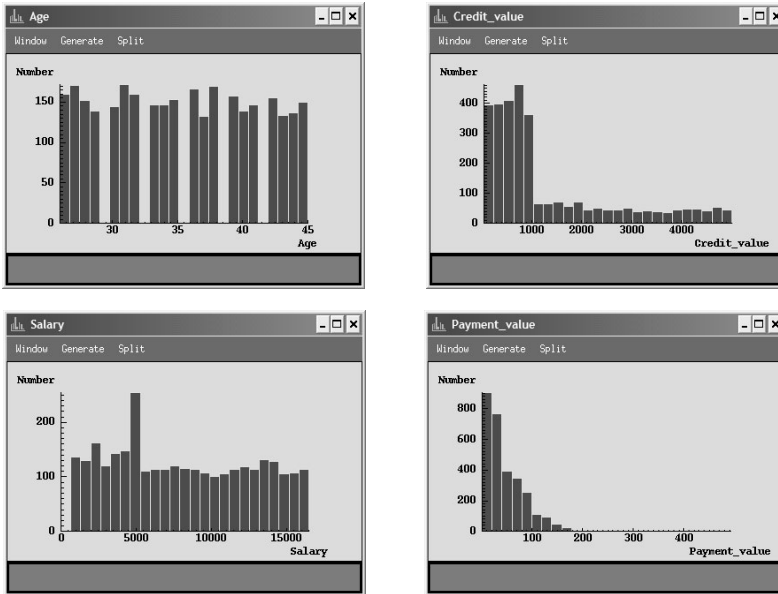 Age
Window Generate Split
Number
150
100
50
0
30 35 40 45
Age
Credit_value
Window Generate Split
Number
400
300
200
100
0
1000 2000 3000 4000
Credit_value
Salary
Window Generate Split
Number
200
100
0
0 5000 10000 15000
Salary
Payment_value
Window Generate Split
Number
800
600
400
200
0
100 200 300 400
Payment_value